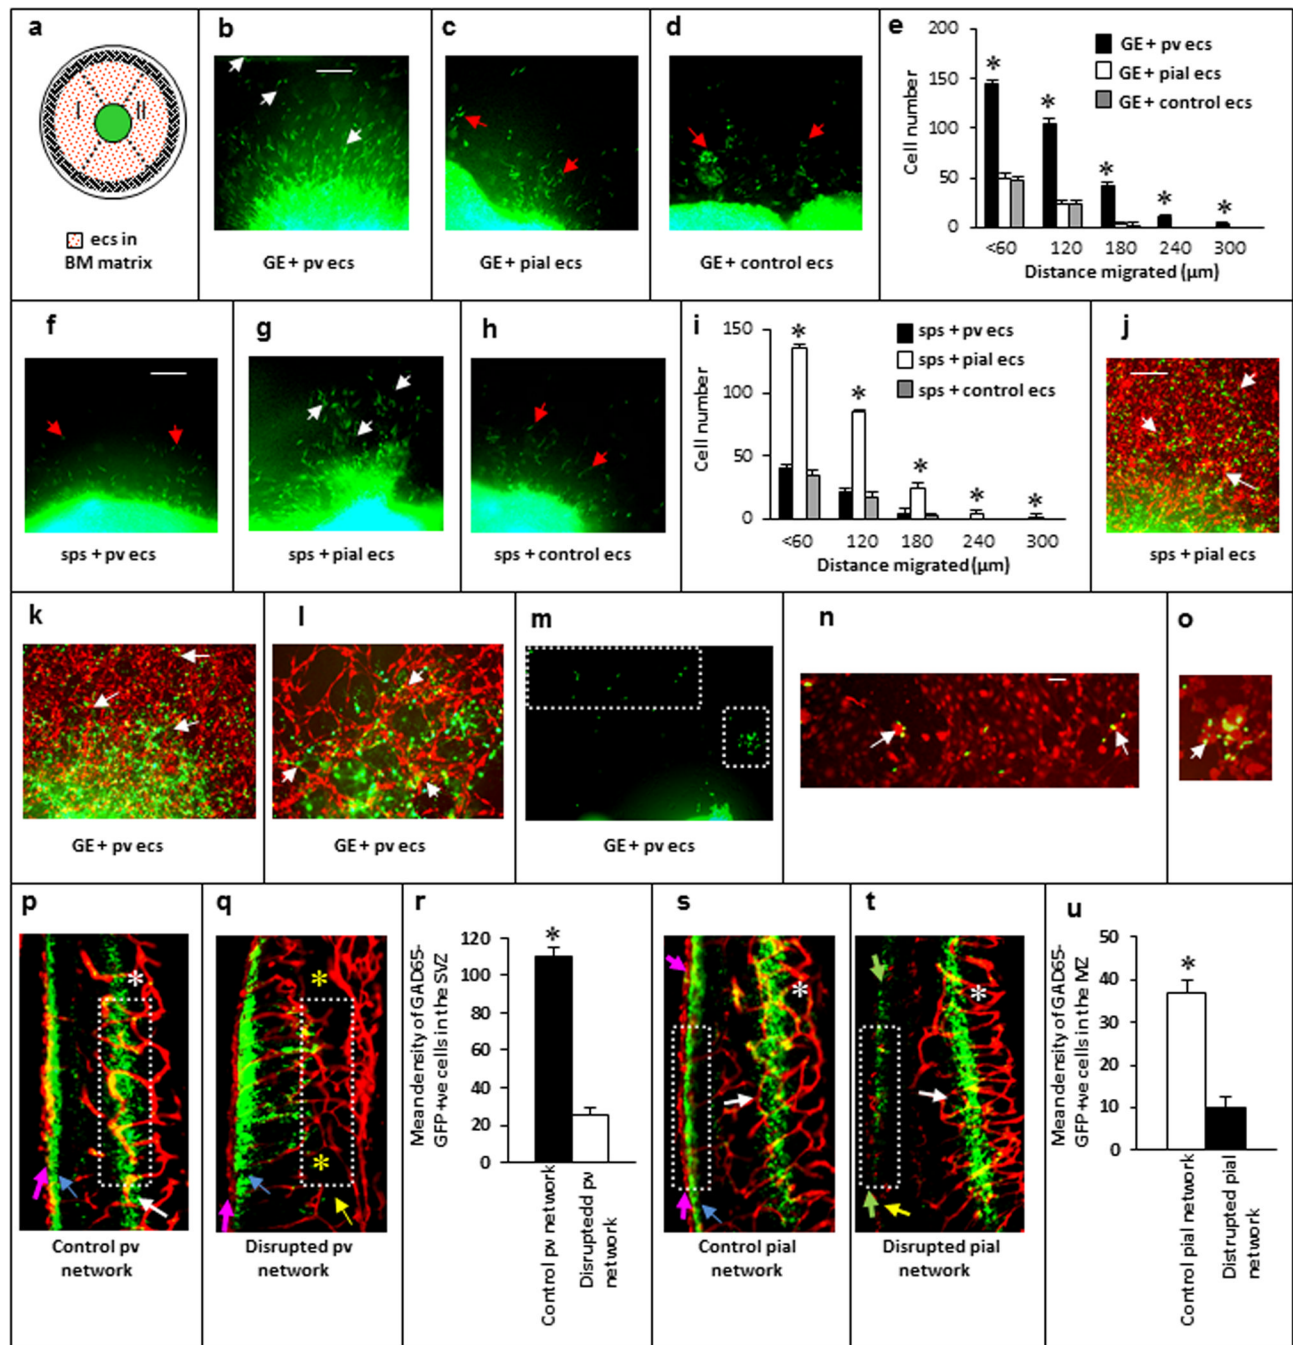 a
I
II
ecs in
BM matrix
b
GE + pv ecs
c
GE + pial ecs
d
GE + control ecs
e
200
150
100
50
0
Cell number
*
*
*
*
*
GE + pv ecs
GE + pial ecs
GE + control ecs
<60
120
180
240
300
Distance migrated (µm)
f
sps + pv ecs
g
sps + pial ecs
h
sps + control ecs
i
150
100
50
0
Cell number
*
*
*
*
*
sps + pv ecs
sps + pial ecs
sps + control ecs
<60
120
180
240
300
Distance migrated (µm)
j
sps + pial ecs
k
GE + pv ecs
l
GE + pv ecs
m
GE + pv ecs
n
o
p
*
Control pv
network
q
*
*
Disrupted pv
network
r
Mean density of GAD65-
GFP +ve cells in the SVZ
120
100
80
60
40
20
0
*
Control pv network
Disruptedd pv
network
s
*
Control pial
network
t
*
Disrupted pial
network
u
Mean density of GAD65-
GFP +ve cells in the MZ
50
40
30
20
10
0
*
Control pial network
Distrupted pial
network